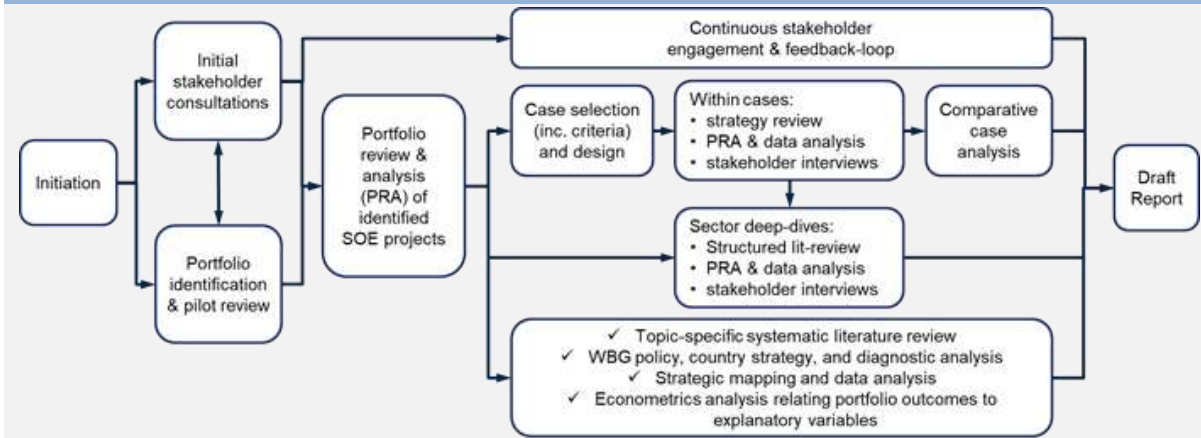 Initiation
Initial
stakeholder
consultations
Portfolio
identification
& pilot review
Portfolio
review &
analysis
(PRA) of
identified
SOE projects
Continuous stakeholder
engagement & feedback-loop
Case selection
(inc. criteria)
and design
Within cases:
• strategy review
• PRA & data analysis
• stakeholder interviews
Comparative
case
analysis
Sector deep-dives:
• Structured lit-review
• PRA & data analysis
• stakeholder interviews
✓ Topic-specific systematic literature review
✓ WBG policy, country strategy, and diagnostic analysis
✓ Strategic mapping and data analysis
✓ Econometrics analysis relating portfolio outcomes to
explanatory variables
Draft
Report